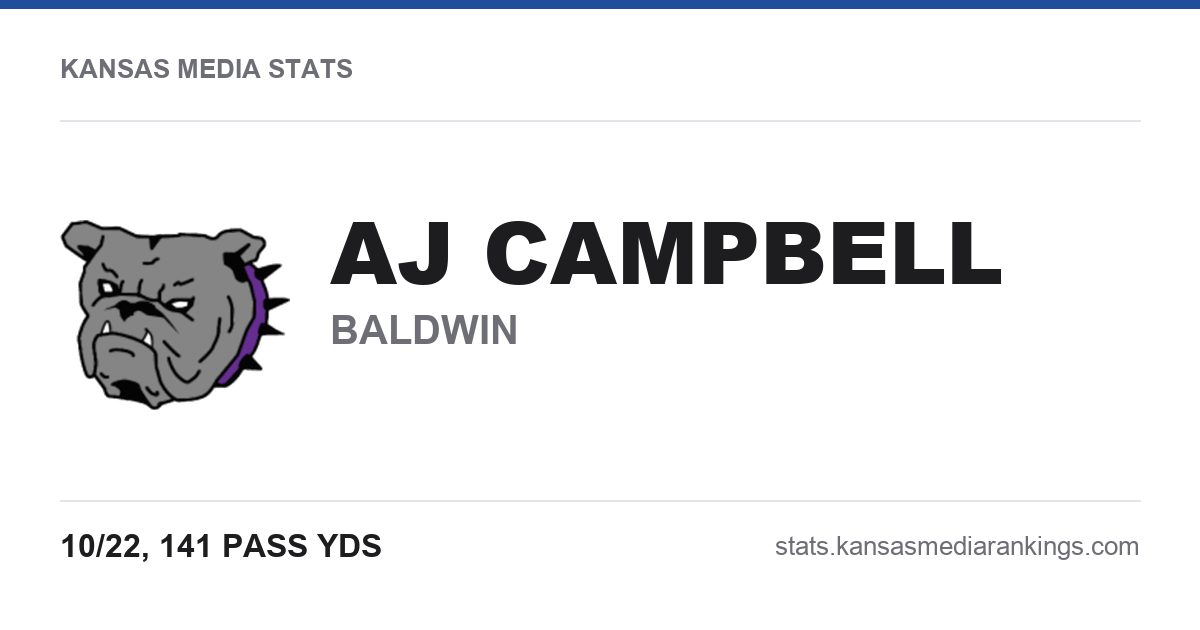 KANSAS MEDIA STATS
AJ CAMPBELL
BALDWIN
10/22, 141 PASS YDS
stats.kansasmediarankings.com